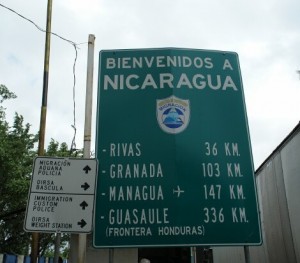 BIENVENIDOS A
NICARAGUA
- RIVAS 36 KM.
- GRANADA 103 KM.
- MANAGUA 147 KM.
- GUASAULE 336 KM.
(FRONTERA HONDURAS)
MIGRACIÓN
ADUANA
POLICIA
DIRSA
BASCULA
IMMIGRATION
CUSTOM
POLICE
DIRSA
WEIGHT STATION